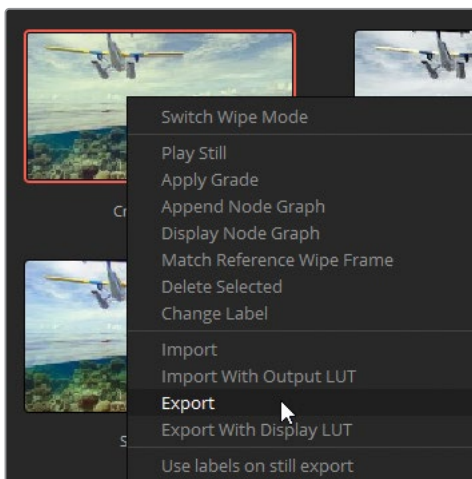 Switch Wipe Mode
Play Still
Apply Grade
Append Node Graph
Display Node Graph
Match Reference Wipe Frame
Delete Selected
Change Label
Import
Import With Output LUT
Export
Export With Display LUT
Use labels on still export